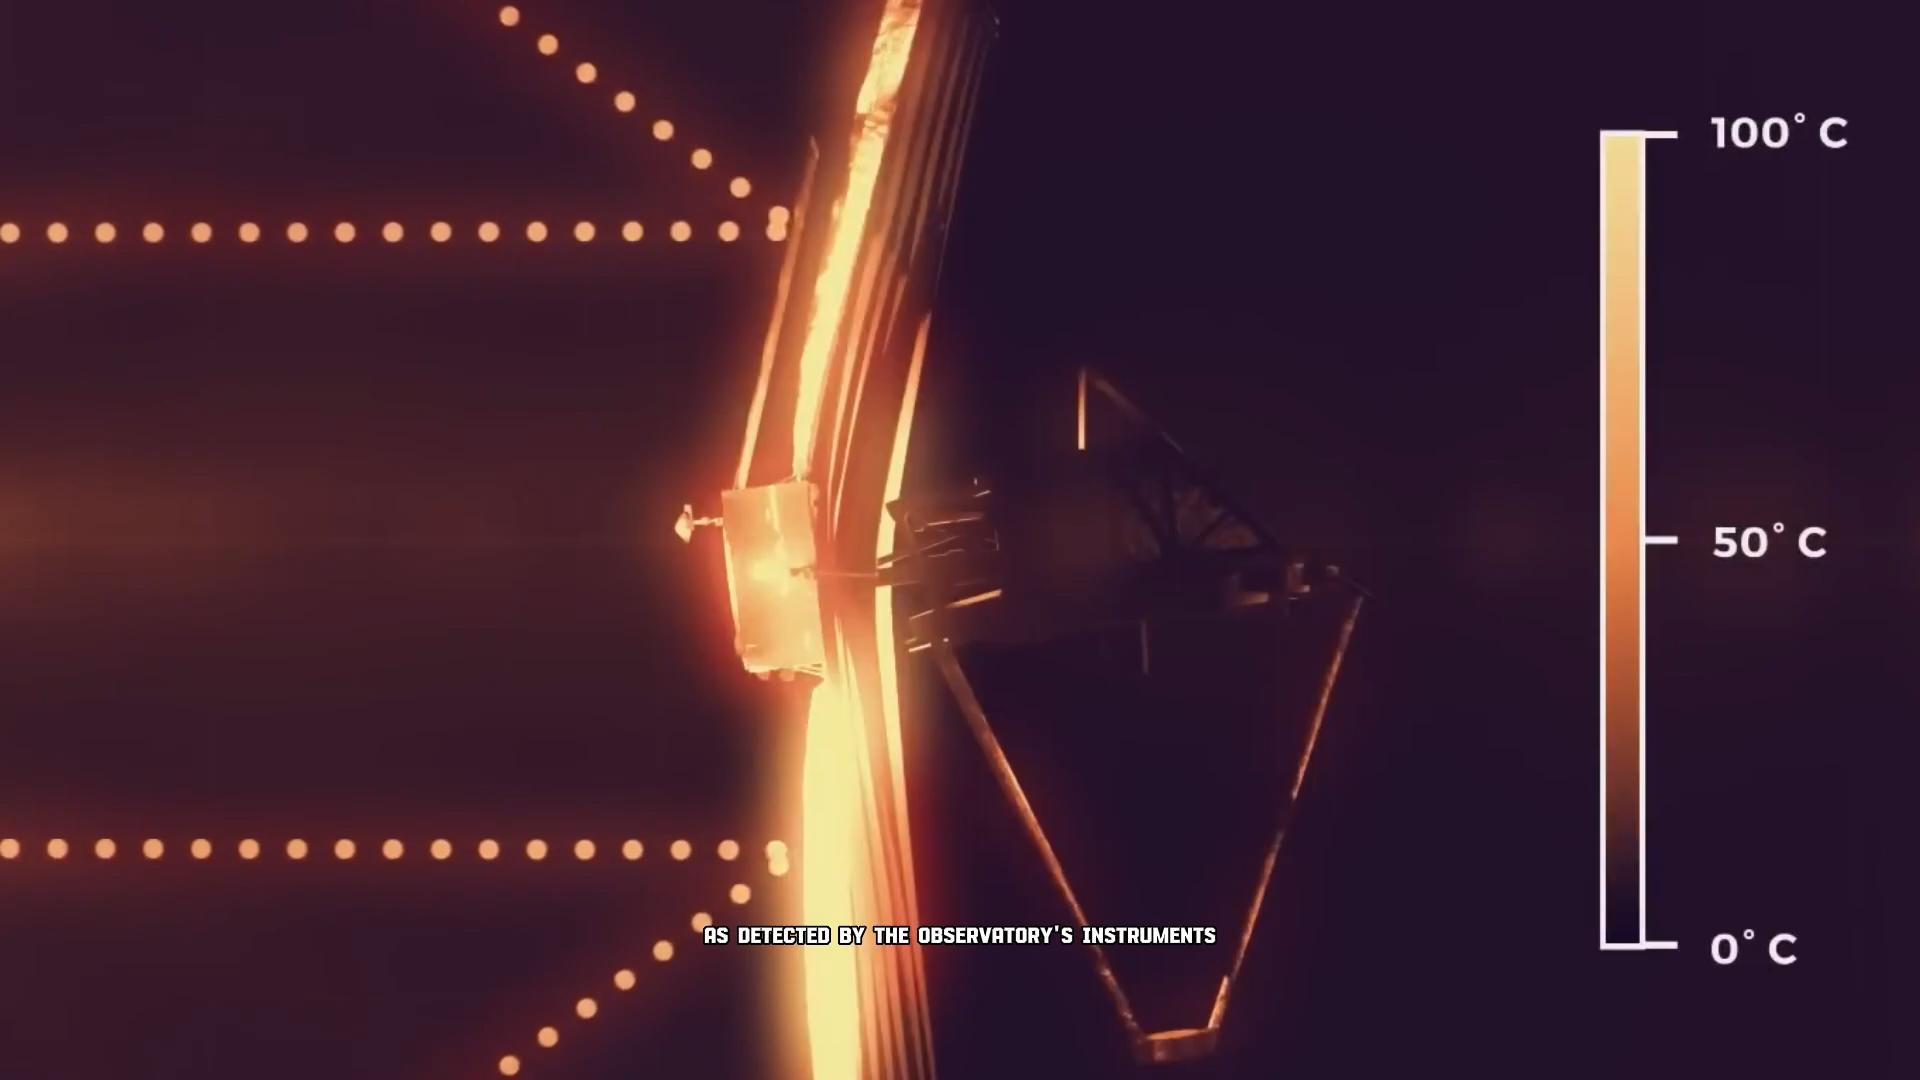 100° C
50° C
AS DETECTED BY THE OBSERVATORY'S INSTRUMENTS
0° C